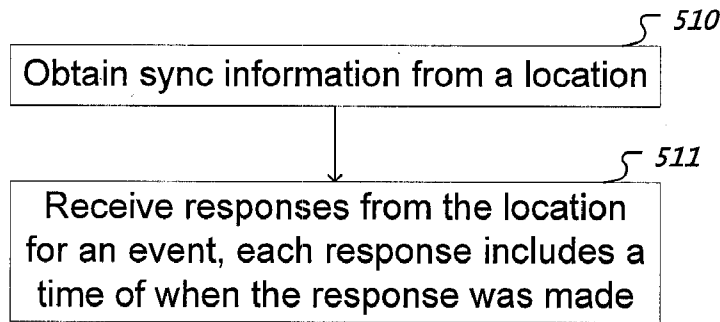 510
Obtain sync information from a location
511
Receive responses from the location
for an event, each response includes a
time of when the response was made